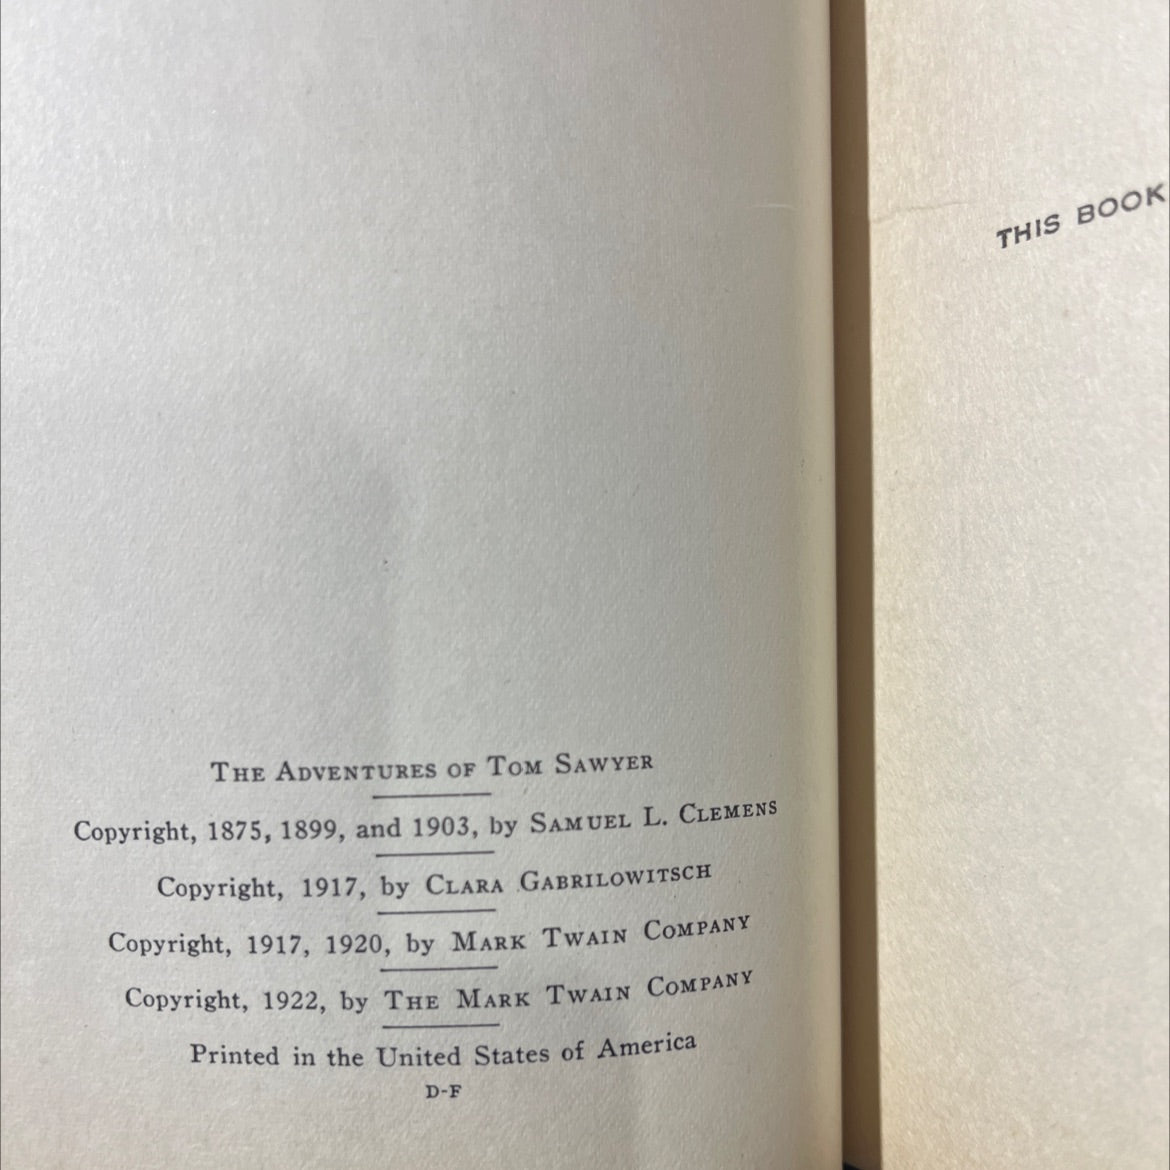 The Adventures of Tom Sawyer
Copyright, 1875, 1899, and 1903, by Samuel L. Clemens
Copyright, 1917, by Clara Gabrilowitsch
Copyright, 1917, 1920, by Mark Twain Company
Copyright, 1922, by The Mark Twain Company
Printed in the United States of America
D-F
THIS BOOK